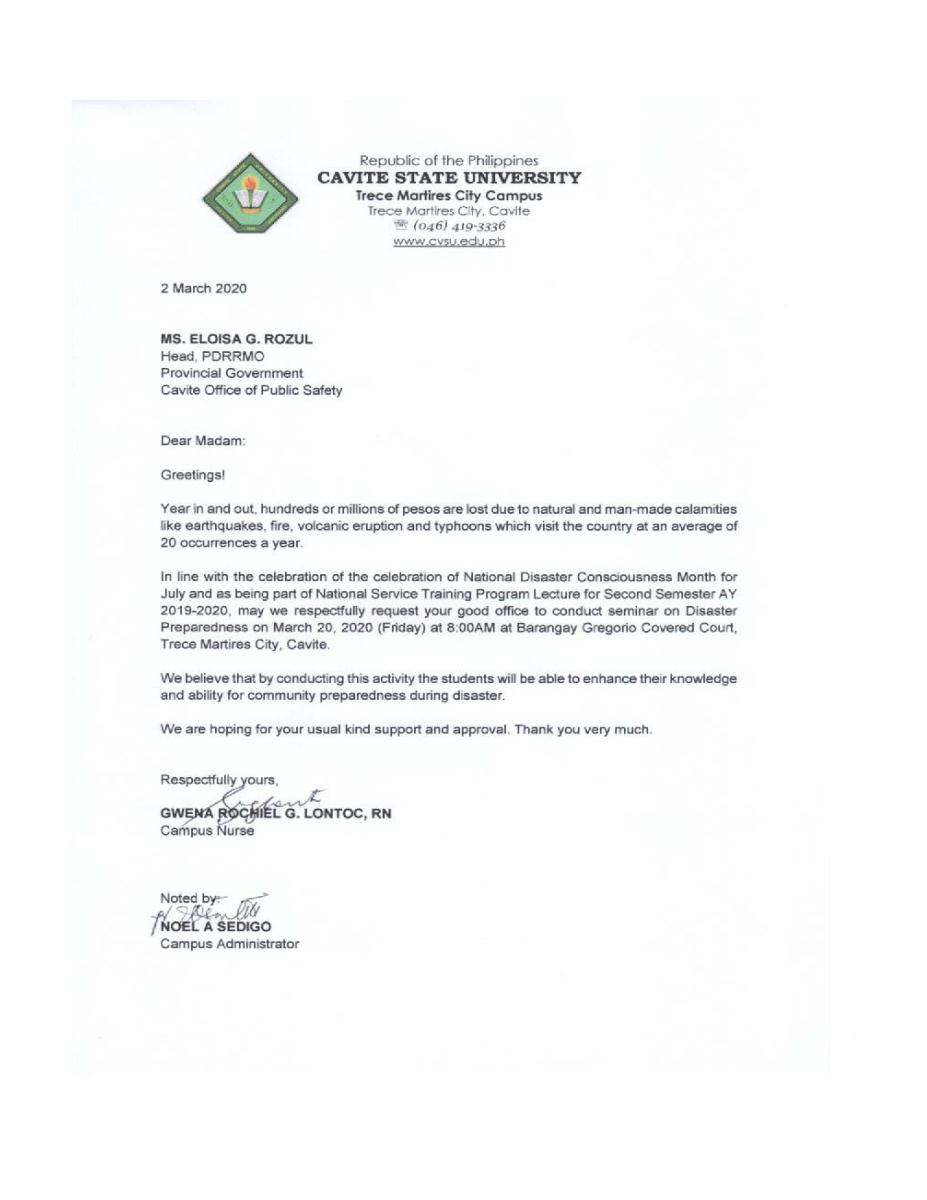 Republic of the Philippines
CAVITE STATE UNIVERSITY
Trece Martires City Campus
Trece Martires City, Cavite
☏ (046) 419-3336
www.cvsu.edu.ph
2 March 2020
MS. ELOISA G. ROZUL
Head, PDRRMO
Provincial Government
Cavite Office of Public Safety
Dear Madam:
Greetings!
Year in and out, hundreds or millions of pesos are lost due to natural and man-made calamities
like earthquakes, fire, volcanic eruption and typhoons which visit the country at an average of
20 occurrences a year.
In line with the celebration of the celebration of National Disaster Consciousness Month for
July and as being part of National Service Training Program Lecture for Second Semester AY
2019-2020, may we respectfully request your good office to conduct seminar on Disaster
Preparedness on March 20, 2020 (Friday) at 8:00AM at Barangay Gregorio Covered Court,
Trece Martires City, Cavite.
We believe that by conducting this activity the students will be able to enhance their knowledge
and ability for community preparedness during disaster.
We are hoping for your usual kind support and approval. Thank you very much.
Respectfully yours,
GWENA ROCHIEL G. LONTOC, RN
Campus Nurse
Noted by:
NOEL A SEDIGO
Campus Administrator